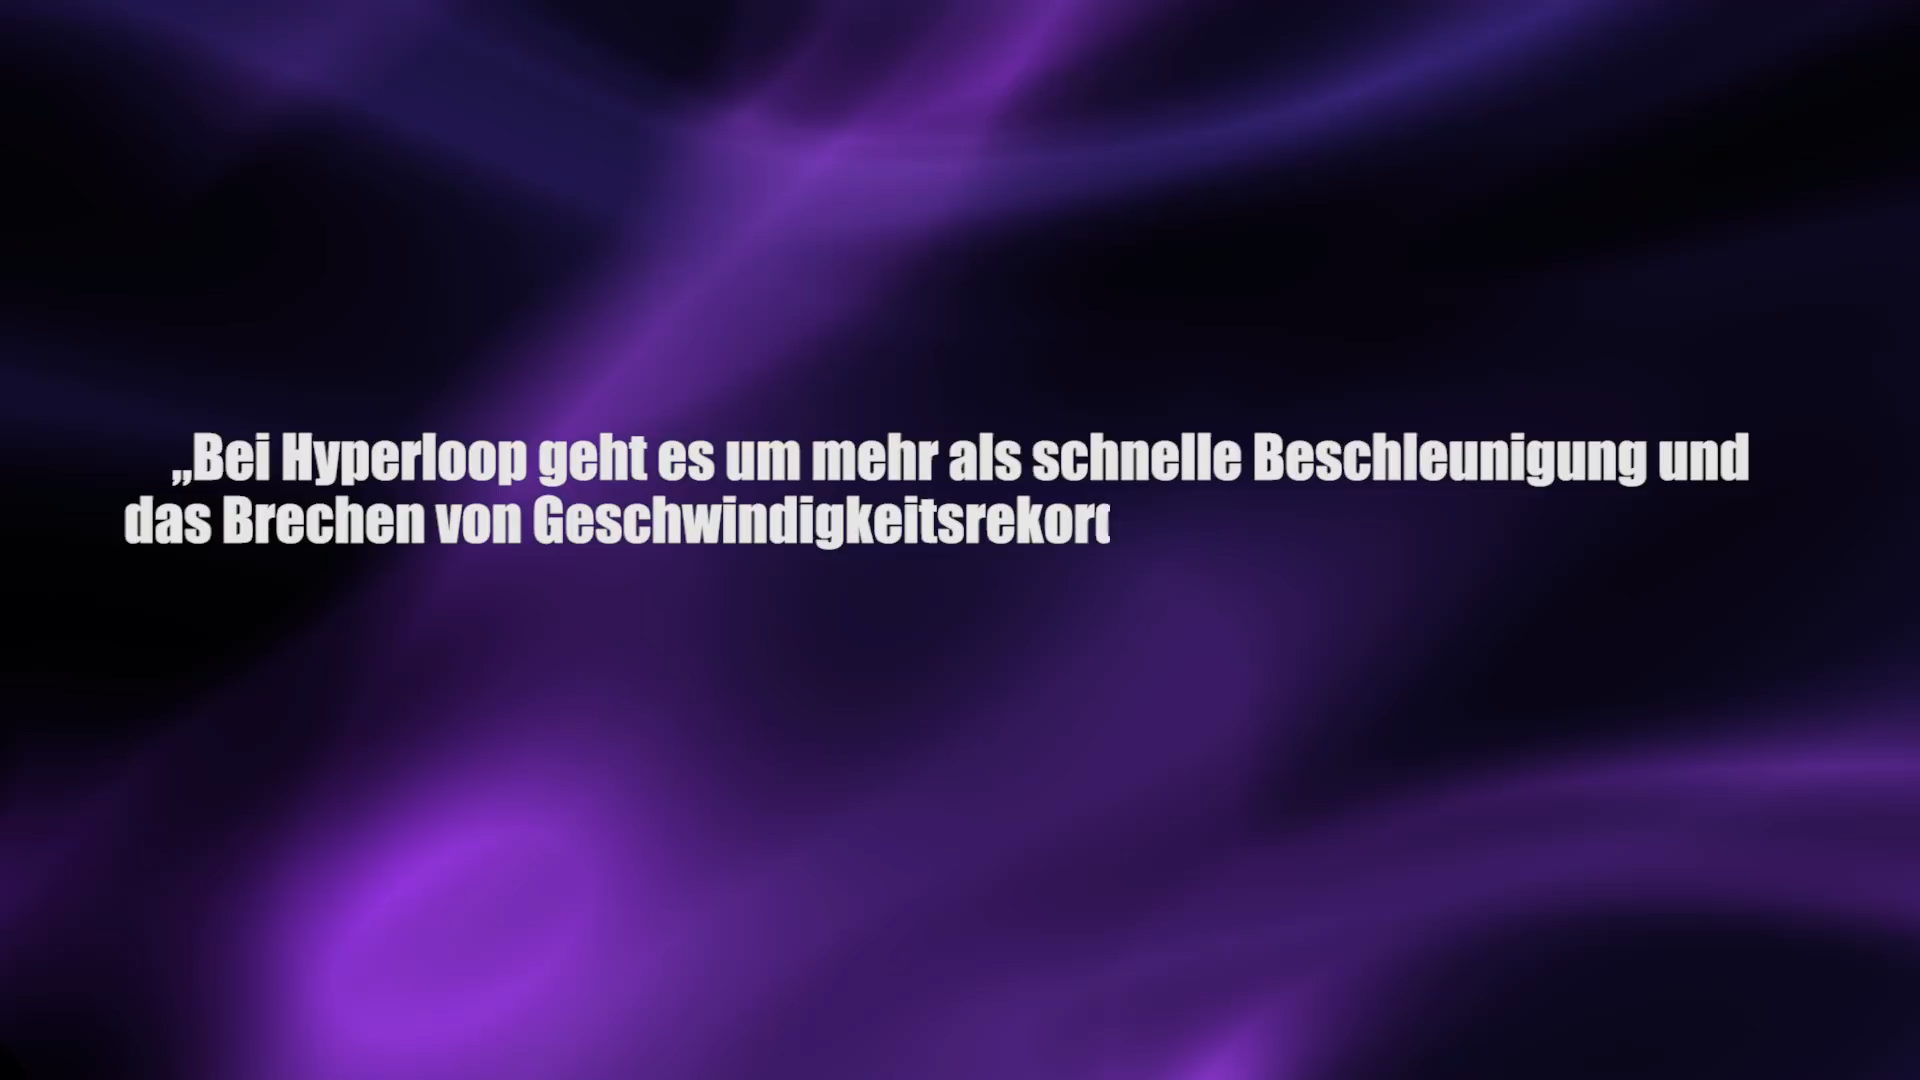 „Bei Hyperloop geht es um mehr als schnelle Beschleunigung und
das Brechen von Geschwindigkeitsrekor